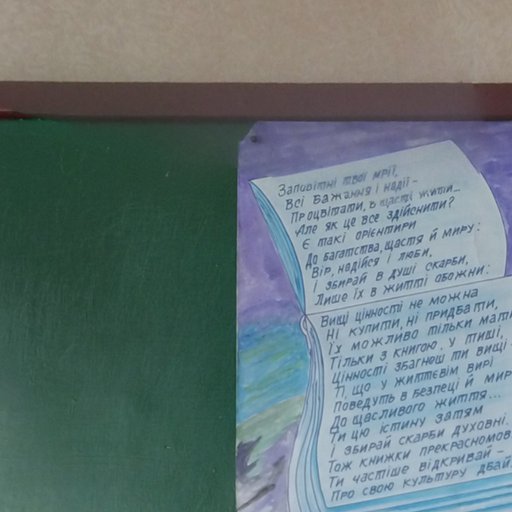 Заповітні твої мрії,
Всі бажання і надії –
Процвітати, в щасті жити...
Але як це все здійснити?
Є такі орієнтири
До багатства, щастя й миру:
Вір, надійся і люби,
І збирай в душі скарби,
Лише їх в житті обожни:
Вищі цінності не можна
Ні купити, ні придбати,
Їх можливо тільки мати
Тільки з книгою, у тиші,
Цінності збагнеш ти вищі
Ті, що у життєвім вирі
Поведуть в безпеці й мир
До щасливого життя...
Ти цю істину затям
І збирай скарби духовні.
Тож книжки прекрасномов
Ти частіше відкривай –
Про свою культуру дбай.